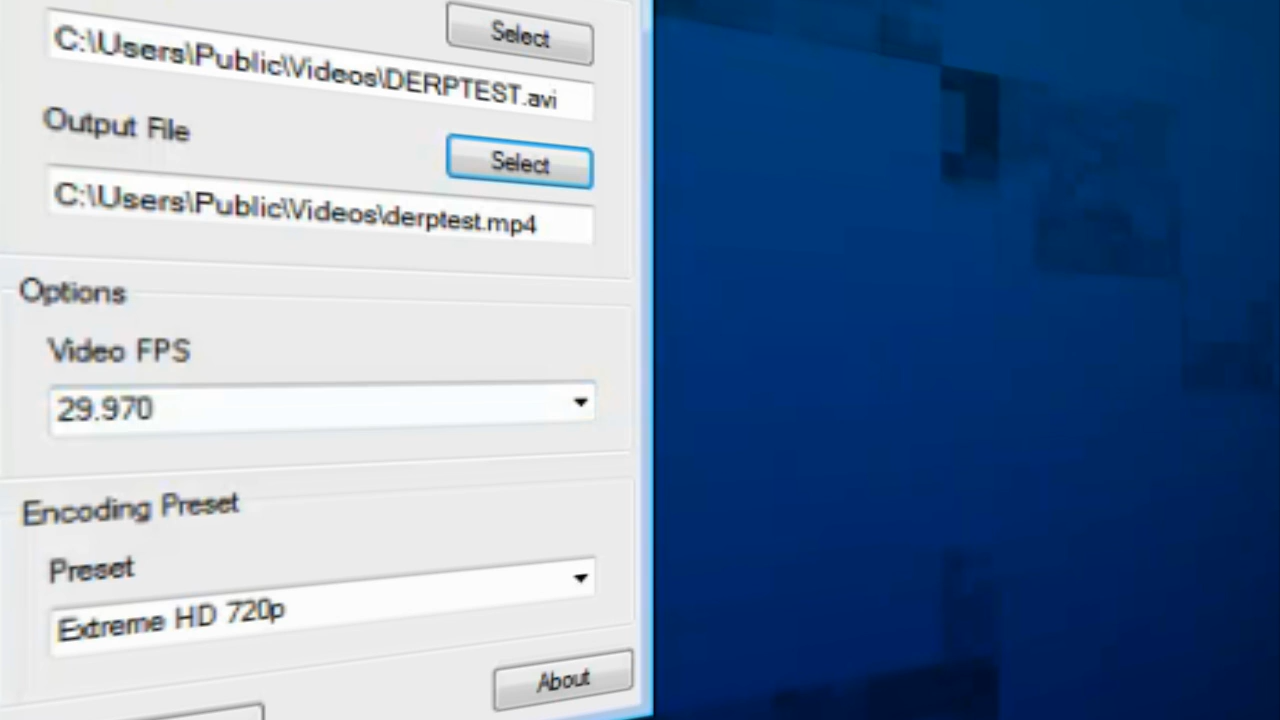 Select
C:\Users\Public\Videos\DERPTEST.avi
Output File
Select
C:\Users\Public\Videos\derptest.mp4
Options
Video FPS
29.970
Encoding Preset
Preset
Extreme HD 720p
About